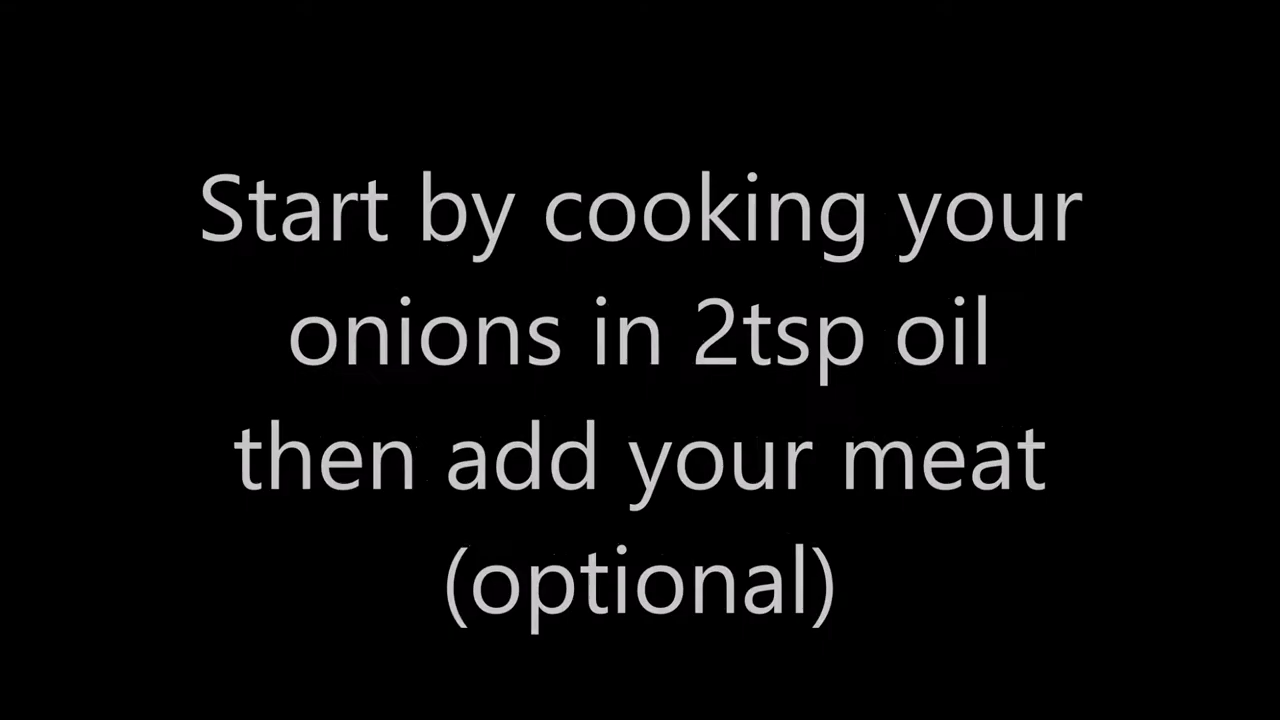 Start by cooking your
onions in 2tsp oil
then add your meat
(optional)